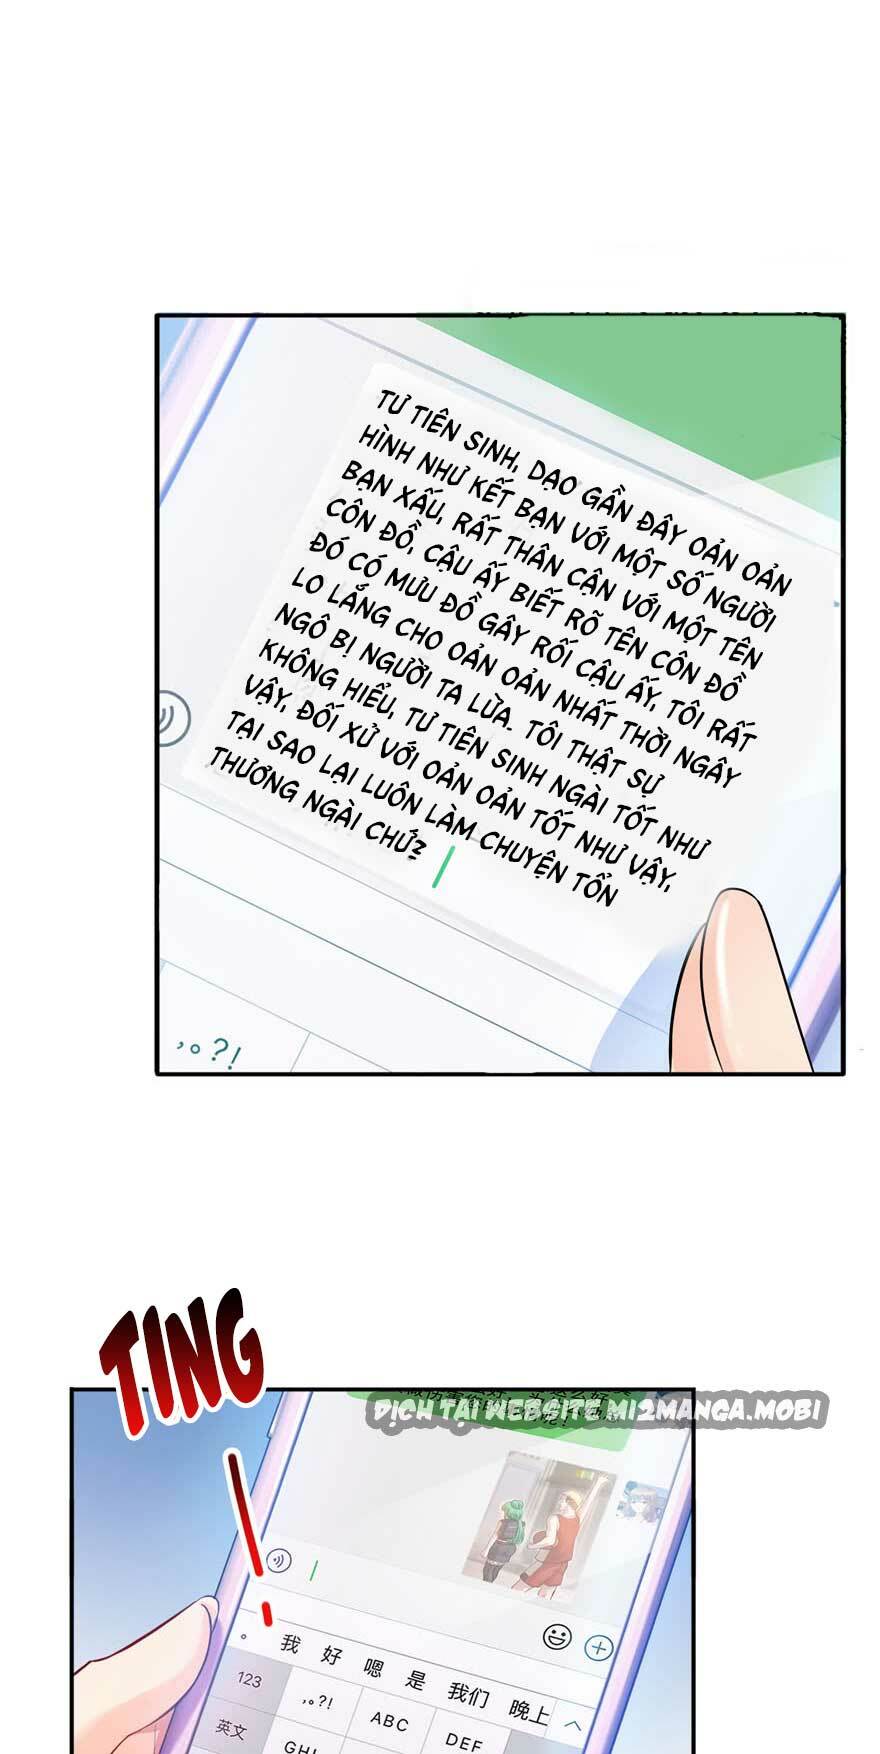 TƯ TIÊN SINH, DẠO GẦN ĐÂY OẢN OẢN
HÌNH NHƯ KẾT BẠN VỚI MỘT SỐ NGƯỜI
BẠN XẤU, RẤT THÂN CẬN VỚI MỘT TÊN
CÔN ĐỒ, CẬU ẤY BIẾT RÕ TÊN CÔN ĐỒ
ĐÓ CÓ MƯU ĐỒ GÂY RỐI CẬU ẤY, TÔI RẤT
LO LẮNG CHO OẢN OẢN NHẤT THỜI NGÂY
NGÔ BỊ NGƯỜI TA LỪA. TÔI THẬT SỰ
KHÔNG HIỂU, TƯ TIÊN SINH NGÀI TỐT NHƯ
VẬY, ĐỐI XỬ VỚI OẢN OẢN TỐT NHƯ VẬY,
TẠI SAO LẠI LUÔN LÀM CHUYỆN TỔN
THƯƠNG NGÀI CHỨ?
,。?!
TING
DỊCH TẠI WEBSITE MI2MANGA.MOBI
。 我 好 嗯 是 我们 晚上
123 ,。?! ABC DEF
英文 GHI JKL